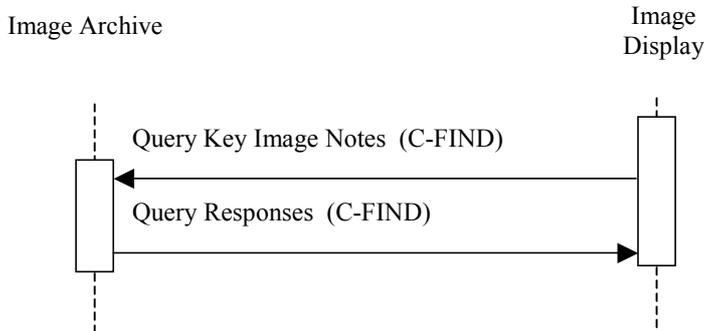 Image Archive
Image
Display
Query Key Image Notes (C-FIND)
Query Responses (C-FIND)